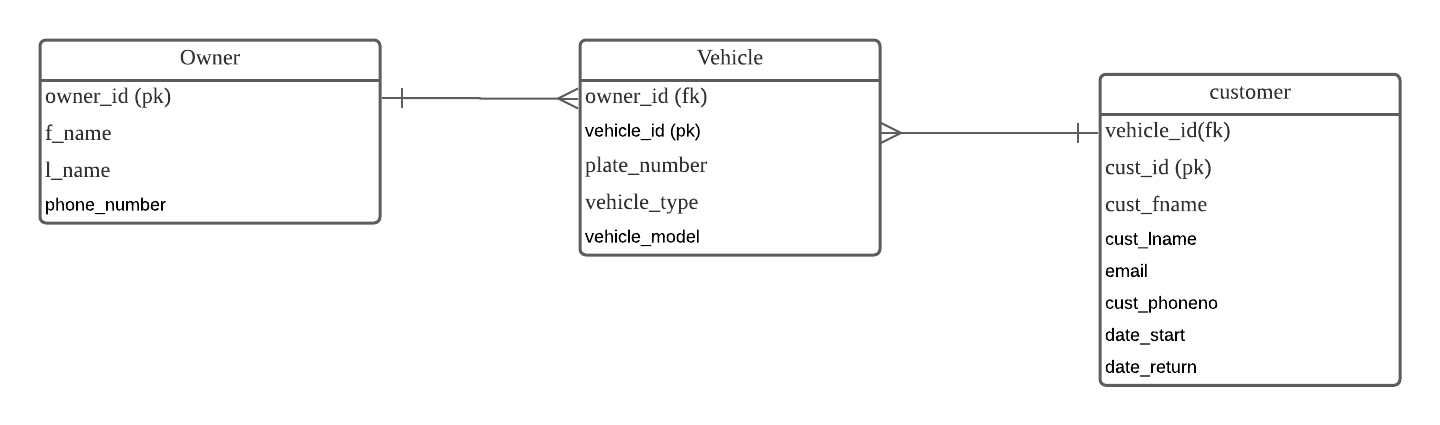 Owner
owner_id (pk)
f_name
l_name
phone_number
Vehicle
owner_id (fk)
vehicle_id (pk)
plate_number
vehicle_type
vehicle_model
customer
vehicle_id(fk)
cust_id (pk)
cust_fname
cust_lname
email
cust_phoneno
date_start
date_return